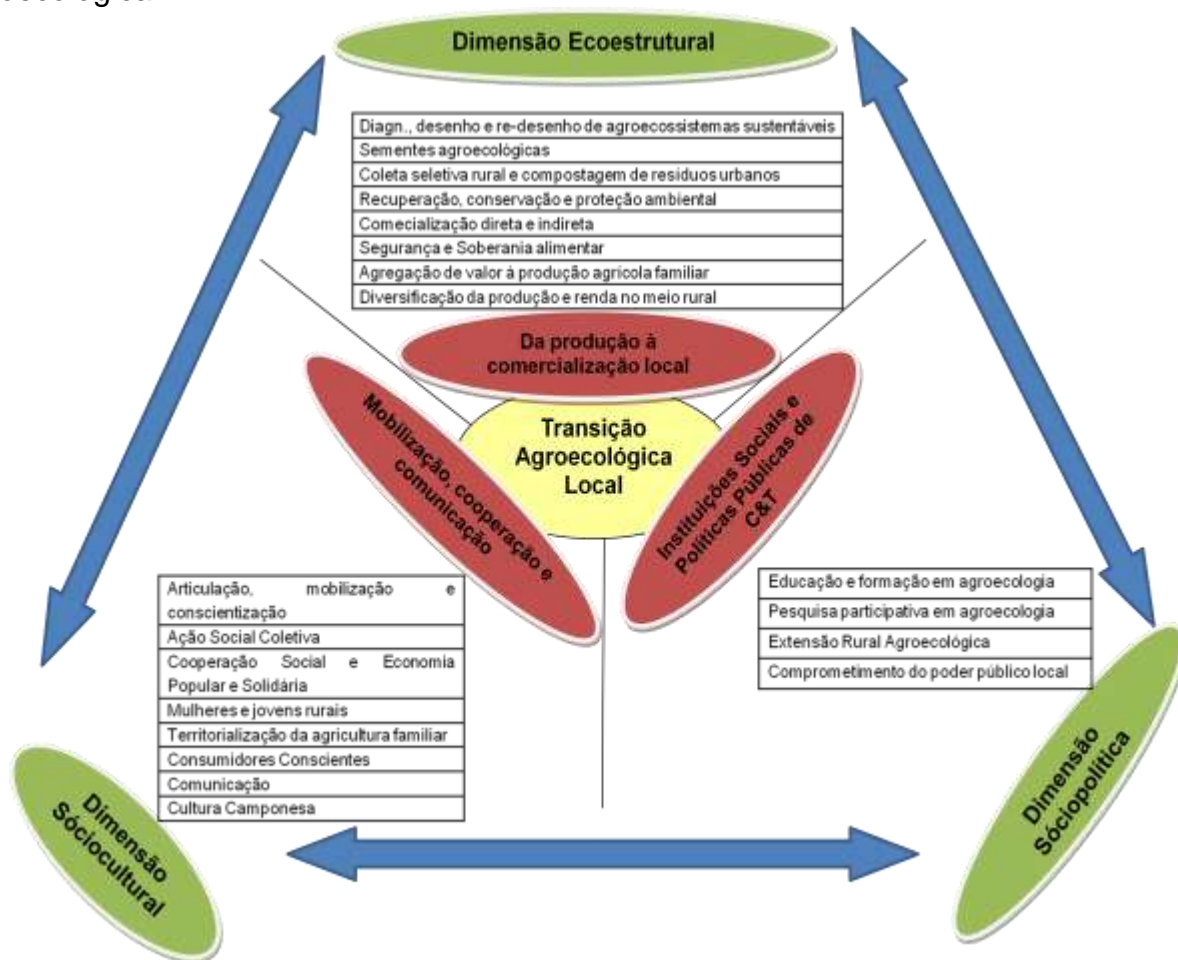 Dimensão Ecoestrutural
Diagn., desenho e re-desenho de agroecossistemas sustentáveis
Sementes agroecológicas
Coleta seletiva rural e compostagem de resíduos urbanos
Recuperação, conservação e proteção ambiental
Comecialização direta e indireta
Segurança e Soberania alimentar
Agregação de valor à produção agrícola familiar
Diversificação da produção e renda no meio rural
Da produção à
comercialização local
Mobilização, cooperação e
comunicação
Transição
Agroecológica
Local
Instituições Sociais e
Políticas Públicas de
C&T
Articulação, mobilização e
conscientização
Ação Social Coletiva
Cooperação Social e Economia
Popular e Solidária
Mulheres e jovens rurais
Territorialização da agricultura familiar
Consumidores Conscientes
Comunicação
Cultura Camponesa
Educação e formação em agroecologia
Pesquisa participativa em agroecologia
Extensão Rural Agroecológica
Comprometimento do poder público local
Dimensão
Sóciocultural
Dimensão
Sóciopolítica